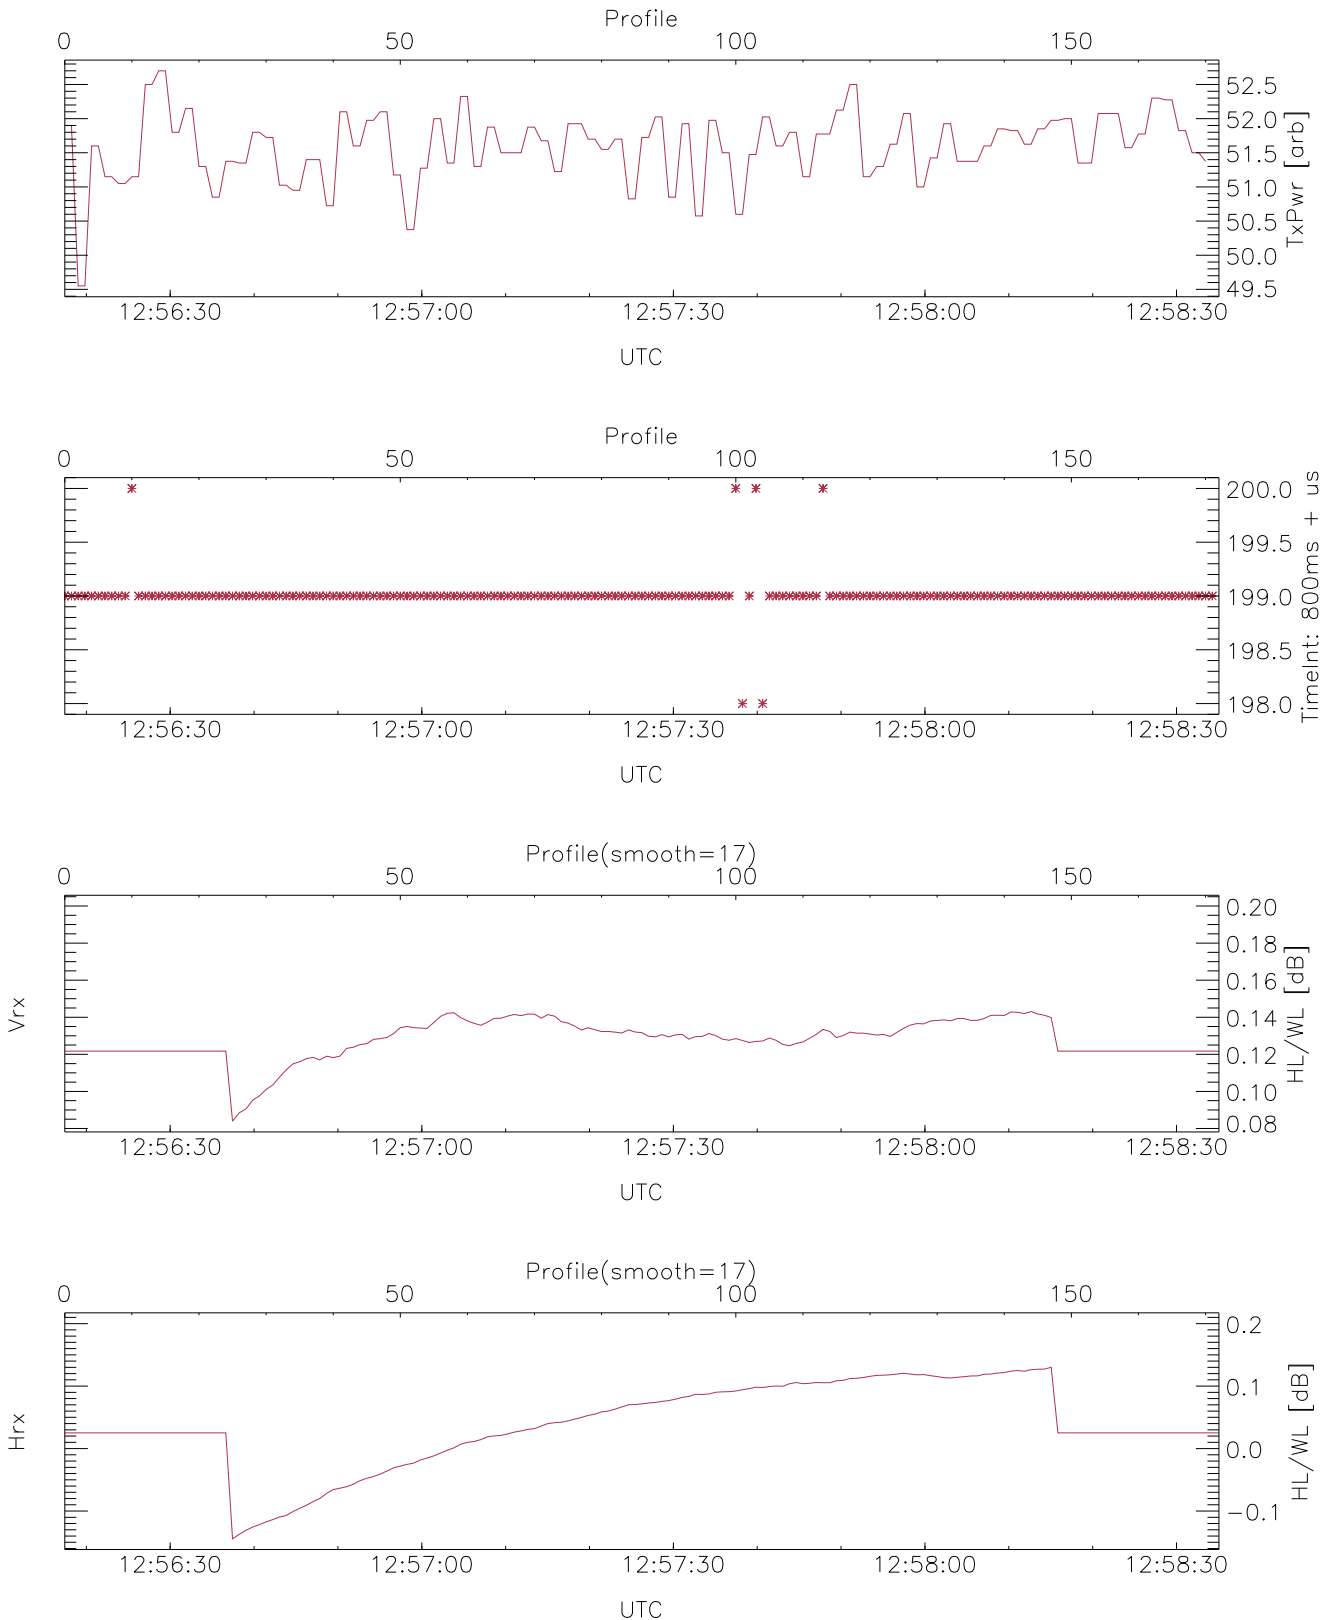 Profile
0 50 100 150
52.5
52.0
51.5
51.0
50.5
50.0
49.5
TxPwr [arb]
12:56:30 12:57:00 12:57:30 12:58:00 12:58:30
UTC
Profile
0 50 100 150
200.0
199.5
199.0
198.5
198.0
TimeInt: 800ms + us
12:56:30 12:57:00 12:57:30 12:58:00 12:58:30
UTC
Profile(smooth=17)
0 50 100 150
Vrx
0.20
0.18
0.16
0.14
0.12
0.10
0.08
HL/WL [dB]
12:56:30 12:57:00 12:57:30 12:58:00 12:58:30
UTC
Profile(smooth=17)
0 50 100 150
Hrx
0.2
0.1
0.0
-0.1
HL/WL [dB]
12:56:30 12:57:00 12:57:30 12:58:00 12:58:30
UTC